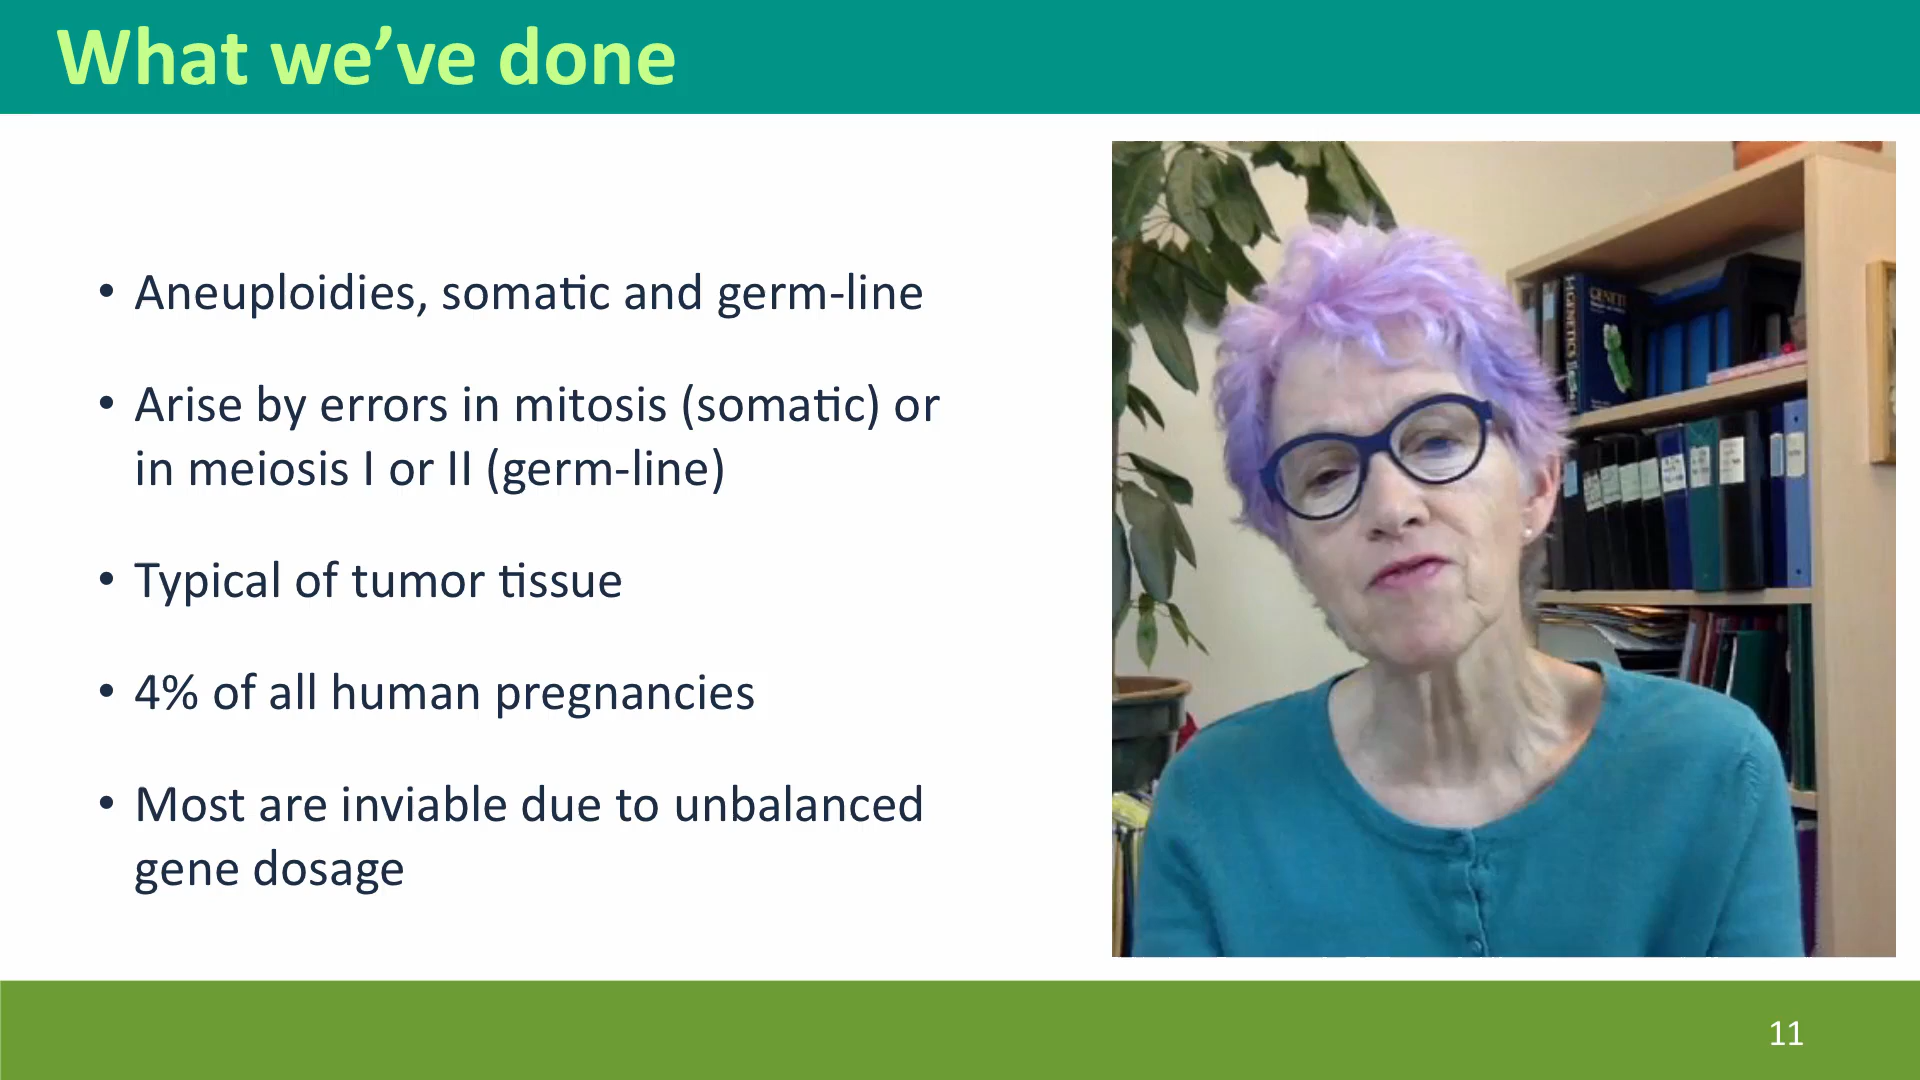 What we’ve done
• Aneuploidies, somatic and germ-line
• Arise by errors in mitosis (somatic) or
in meiosis I or II (germ-line)
• Typical of tumor tissue
• 4% of all human pregnancies
• Most are inviable due to unbalanced
gene dosage
GENETICS
11